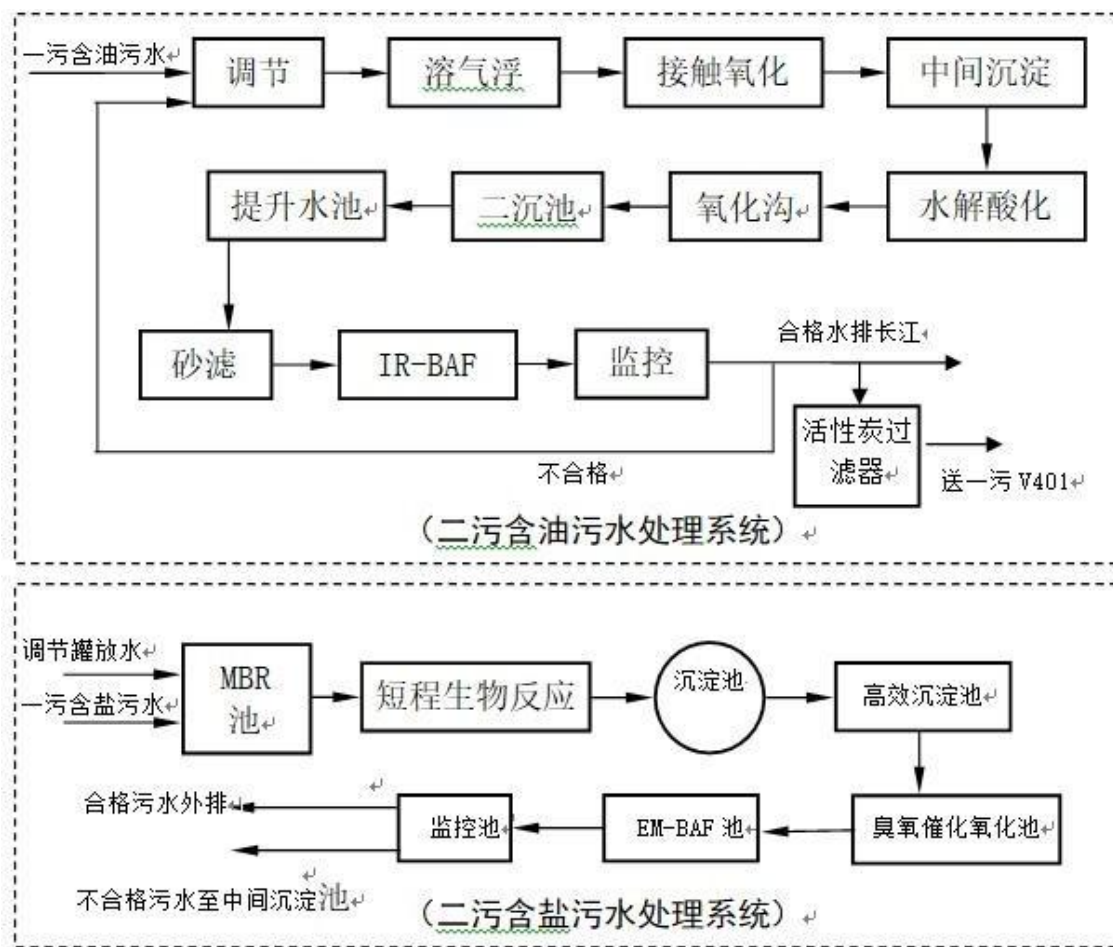 一污含油污水
调节
溶气浮
接触氧化
中间沉淀
提升水池
二沉池
氧化沟
水解酸化
砂滤
IR-BAF
监控
合格水排长江
活性炭过
滤器
不合格
送一污 V401
（二污含油污水处理系统）
调节罐放水
一污含盐污水
MBR
池
短程生物反应
沉淀池
高效沉淀池
合格污水外排
监控池
EM-BAF 池
臭氧催化氧化池
不合格污水至中间沉淀池
（二污含盐污水处理系统）